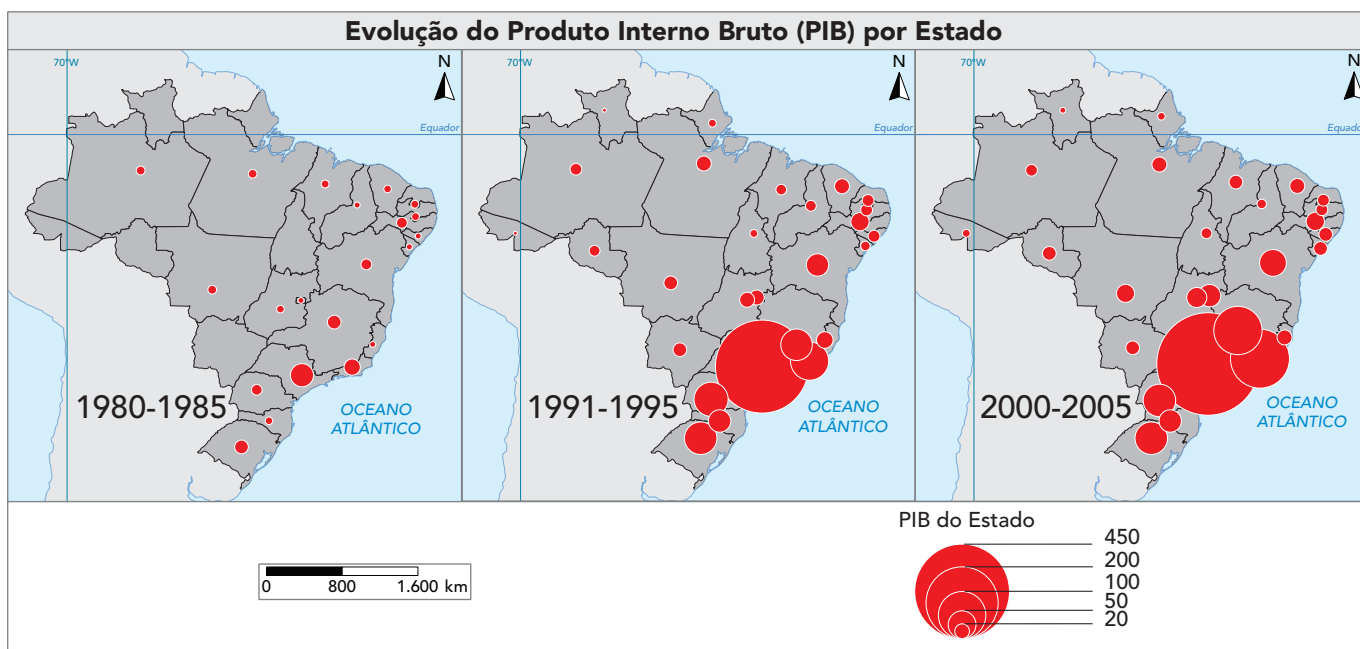 Evolução do Produto Interno Bruto (PIB) por Estado
70°W
N
Equador
1980-1985
OCEANO
ATLÂNTICO
70°W
N
Equador
1991-1995
OCEANO
ATLÂNTICO
70°W
N
Equador
2000-2005
OCEANO
ATLÂNTICO
0 800 1.600 km
PIB do Estado
450
200
100
50
20